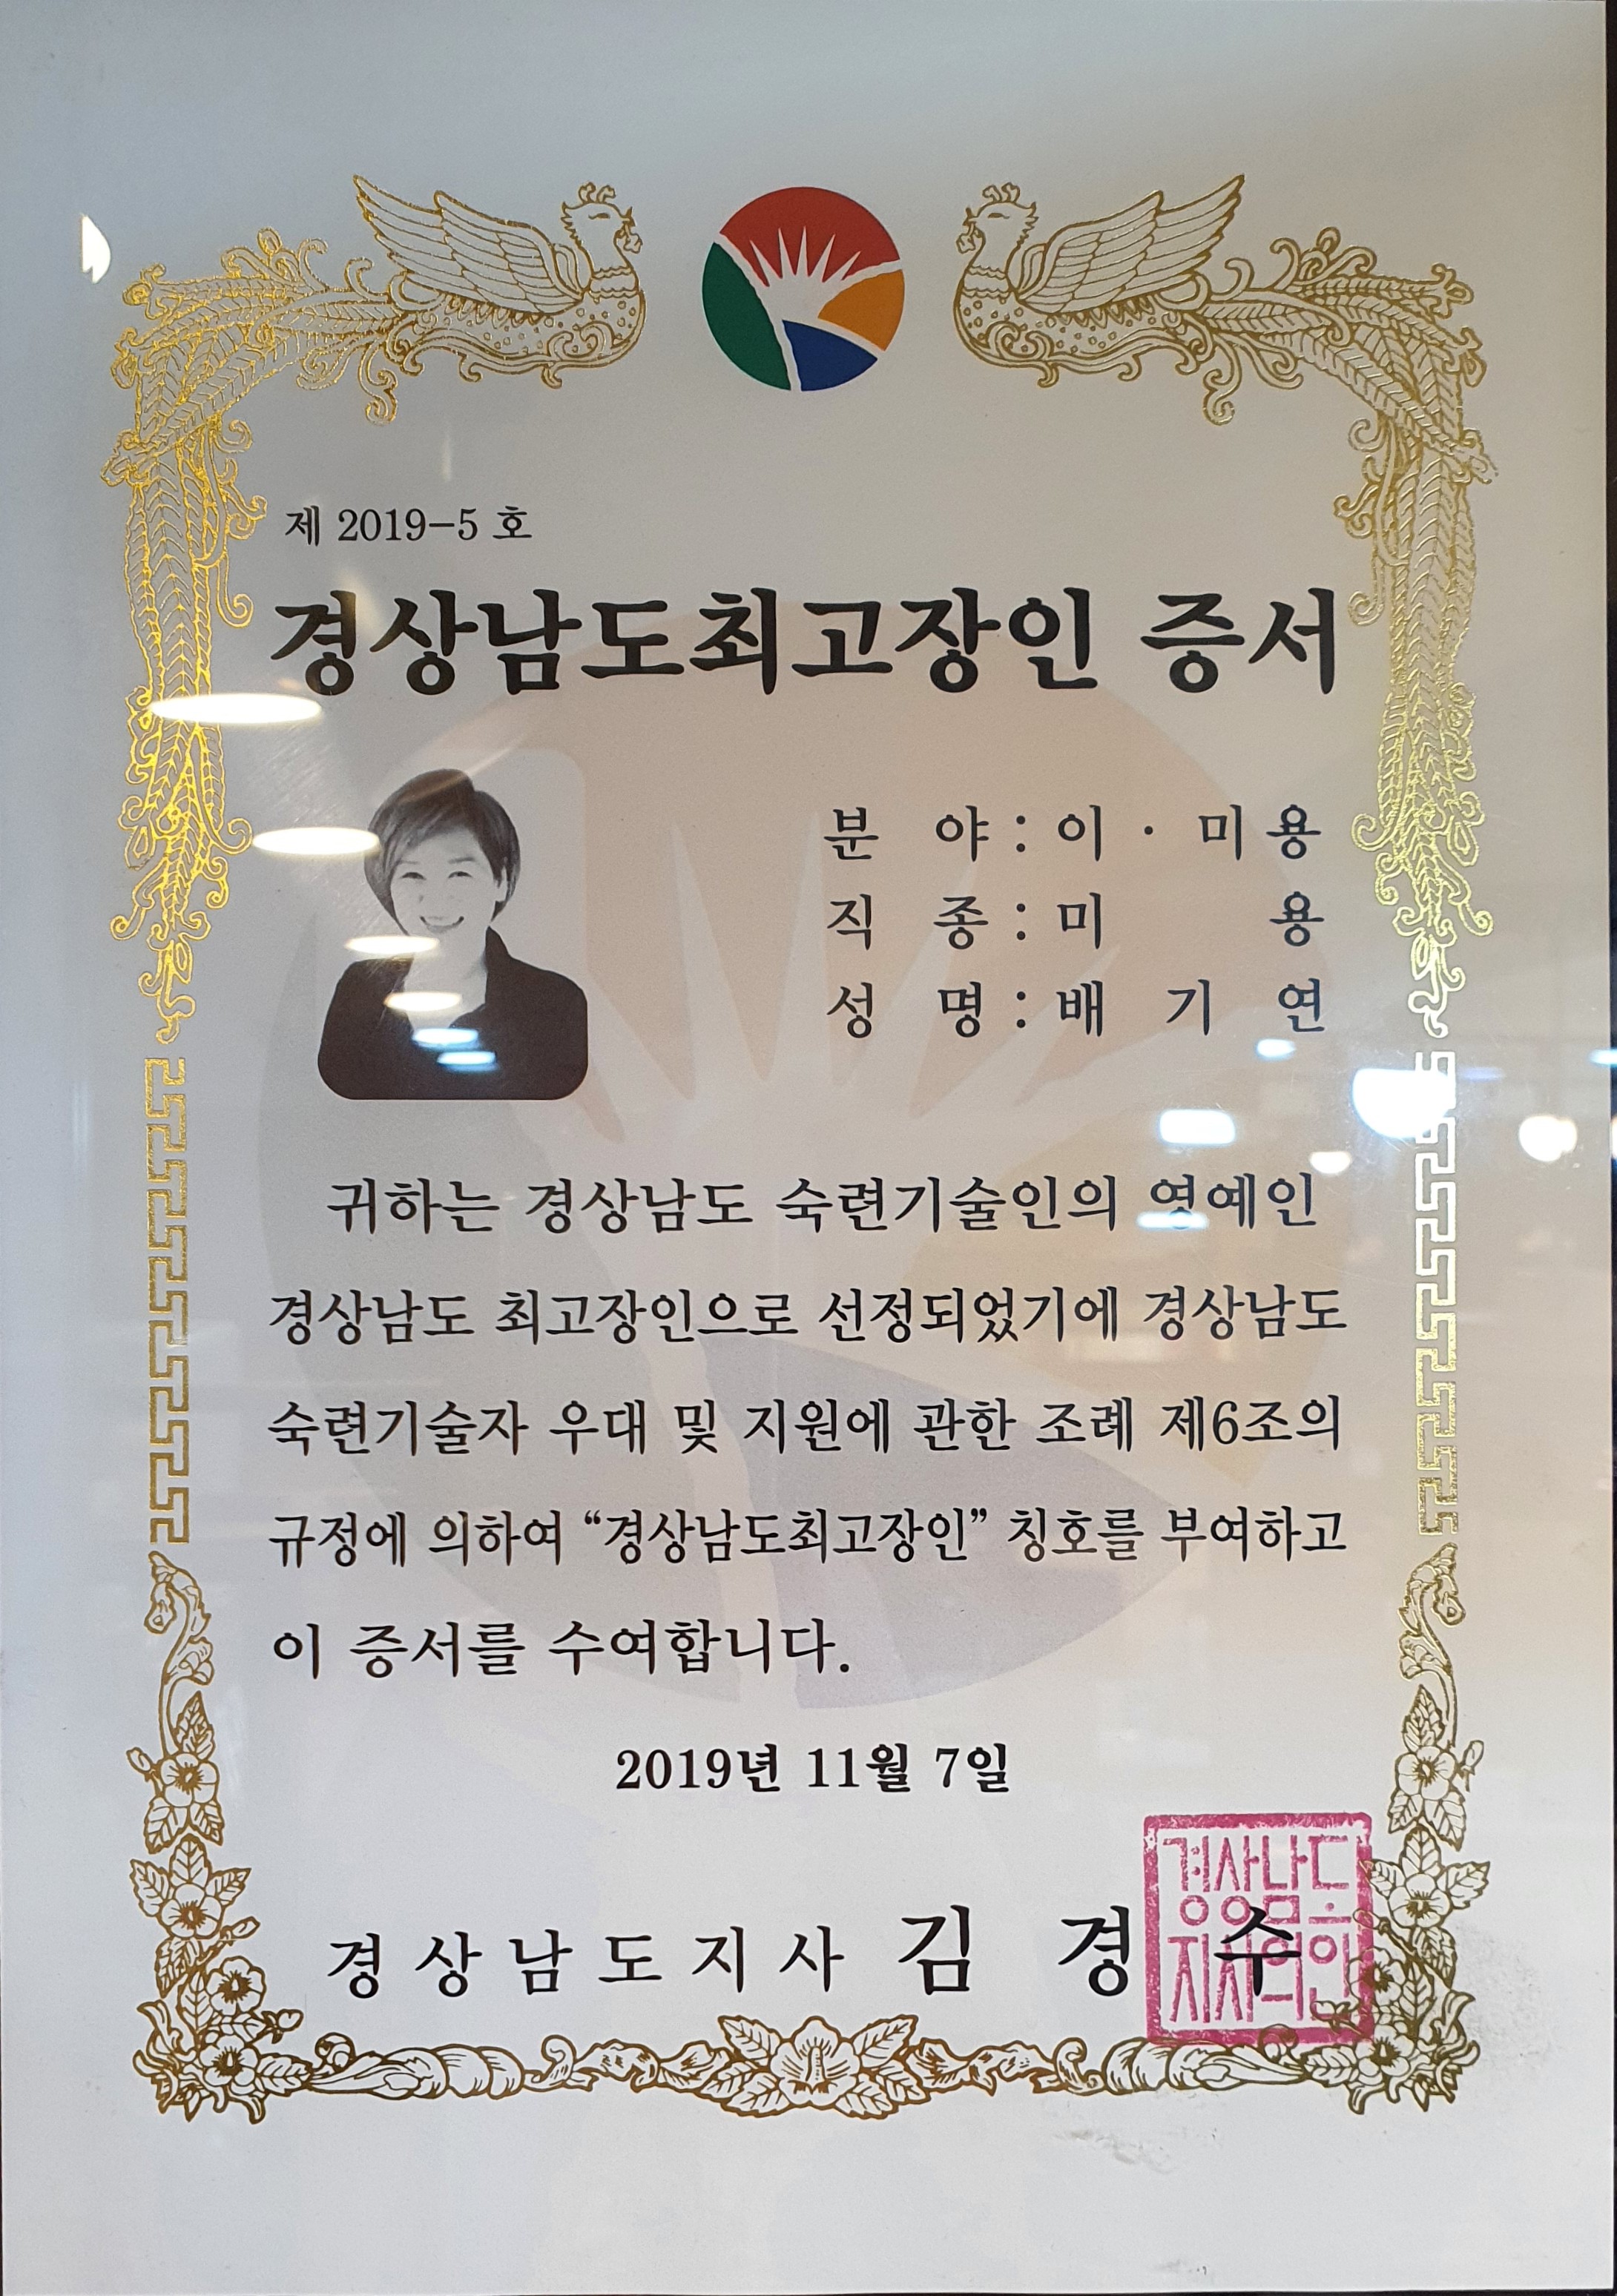 제 2019-5 호
경상남도최고장인 증서
분 야 : 이 · 미용
직 종 : 미 용
성 명 : 배 기 연
귀하는 경상남도 숙련기술인의 영예인
경상남도 최고장인으로 선정되었기에 경상남도
숙련기술자 우대 및 지원에 관한 조례 제6조의
규정에 의하여 “경상남도최고장인” 칭호를 부여하고
이 증서를 수여합니다.
2019년 11월 7일
경상남도지사 김 경 수
경상남도
지사의인